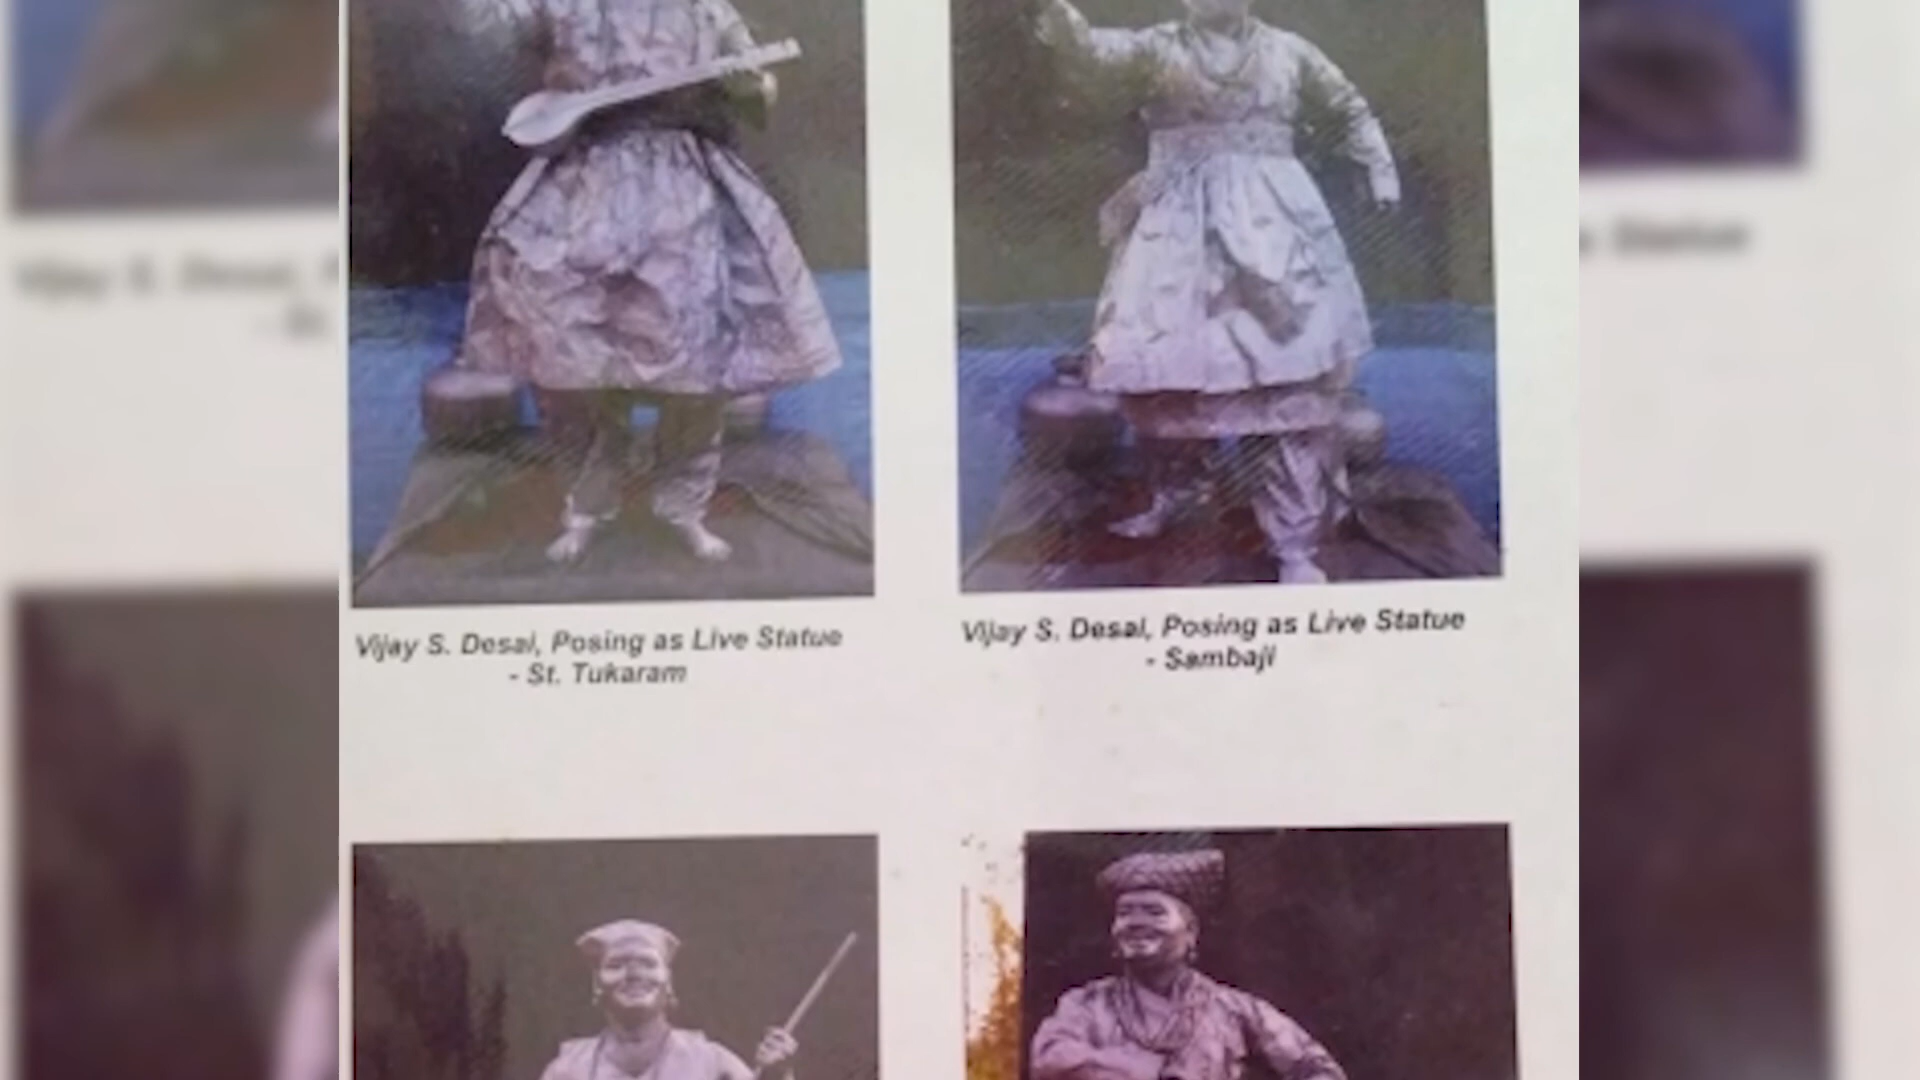 Vijay S. Desai, Posing as Live Statue
- St. Tukaram
Vijay S. Desai, Posing as Live Statue
- Sambaji